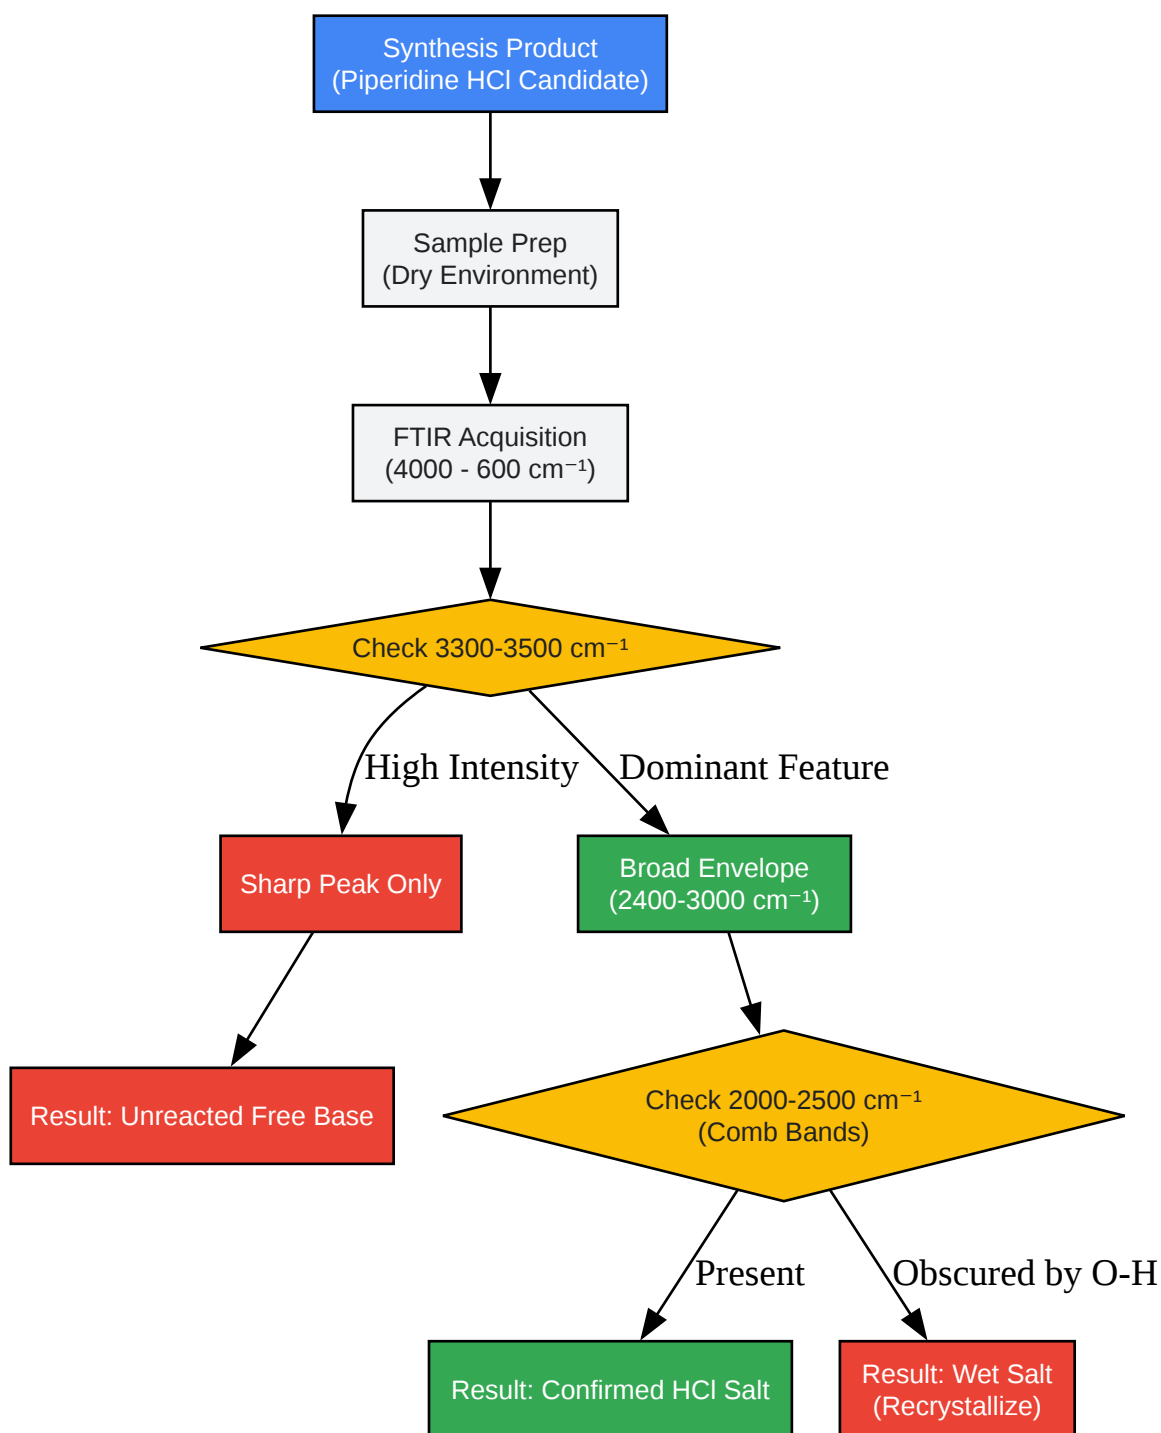 Synthesis Product
(Piperidine HCl Candidate)
Sample Prep
(Dry Environment)
FTIR Acquisition
(4000 - 600 cm⁻¹)
Check 3300-3500 cm⁻¹
High Intensity
Dominant Feature
Sharp Peak Only
Broad Envelope
(2400-3000 cm⁻¹)
Result: Unreacted Free Base
Check 2000-2500 cm⁻¹
(Comb Bands)
Present
Obscured by O-H
Result: Confirmed HCl Salt
Result: Wet Salt
(Recrystallize)